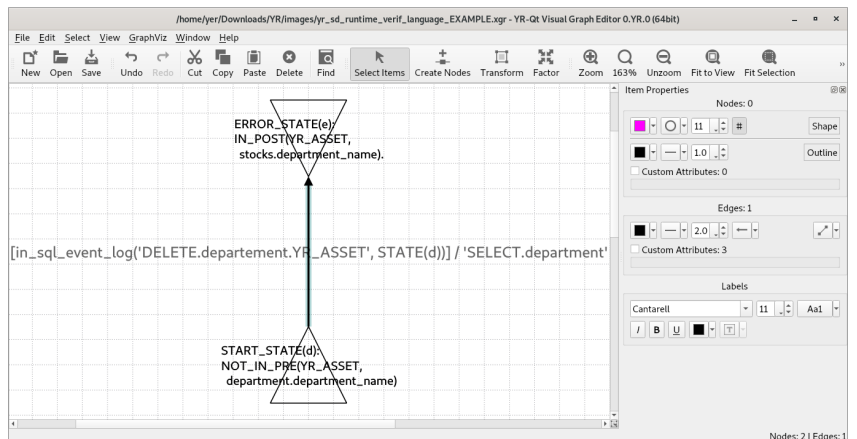 /home/yer/Downloads/YR/images/yr_sd_runtime_verif_language_EXAMPLE.xgr - YR-Qt Visual Graph Editor 0.YR.0 (64bit)
File Edit Select View GraphViz Window Help
New Open Save Undo Redo Cut Copy Paste Delete Find Select Items Create Nodes Transform Factor Zoom 163% Unzoom Fit to View Fit Selection
Item Properties
Nodes: 0
11 # Shape
1.0 Outline
Custom Attributes: 0
Edges: 1
2.0
Custom Attributes: 3
Labels
Cantarell 11 Aa1
I B U T
ERROR_STATE(e):
IN_POST(YR_ASSET,
stocks.department_name).
[in_sql_event_log('DELETE.departement.YR_ASSET', STATE(d))] / 'SELECT.department'
START_STATE(d):
NOT_IN_PRE(YR_ASSET,
department.department_name)
Nodes: 2 | Edges: 1